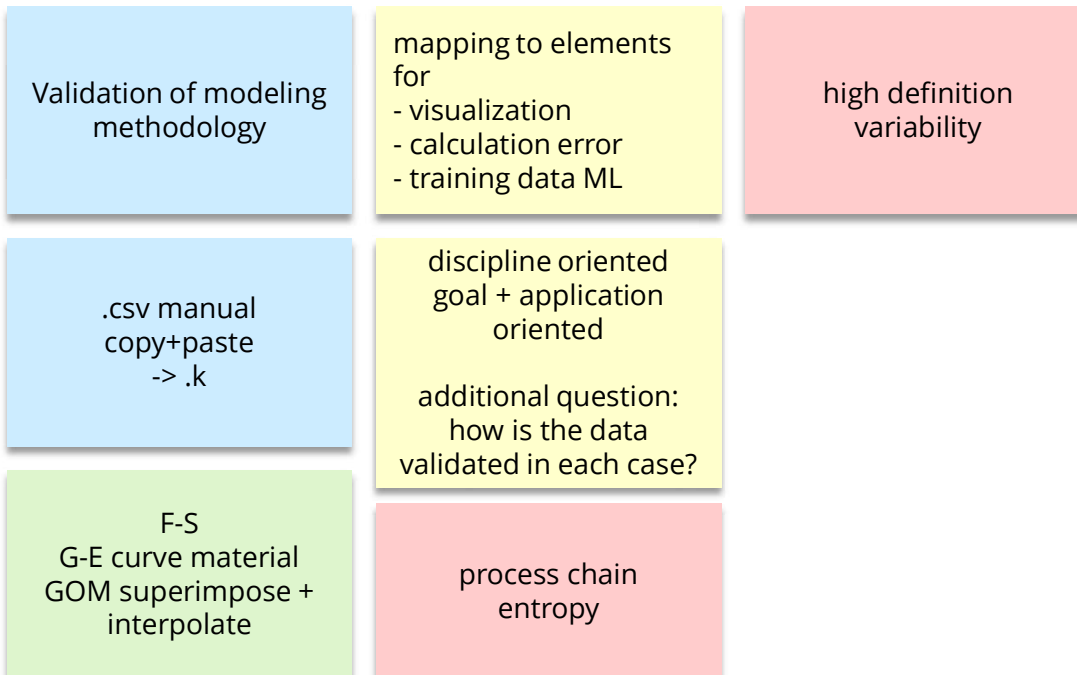 Validation of modeling
methodology
mapping to elements
for
- visualization
- calculation error
- training data ML
high definition
variability
.csv manual
copy+paste
-> .k
discipline oriented
goal + application
oriented
additional question:
how is the data
validated in each case?
F-S
G-E curve material
GOM superimpose +
interpolate
process chain
entropy